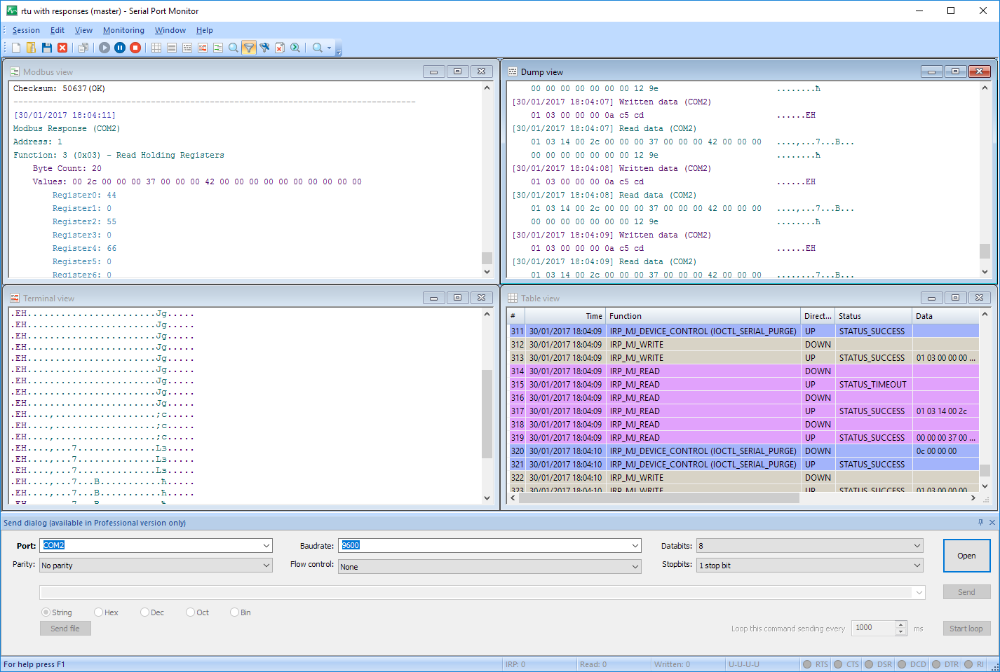 rtu with responses (master) - Serial Port Monitor
Session Edit View Monitoring Window Help
Modbus view
Checksum: 50637(OK)
----------------------------------------------------------------------------------
[30/01/2017 18:04:11]
Modbus Response (COM2)
Address: 1
Function: 3 (0x03) - Read Holding Registers
Byte Count: 20
Values: 00 2c 00 00 00 37 00 00 00 42 00 00 00 00 00 00 00 00 00 00
Register0: 44
Register1: 0
Register2: 55
Register3: 0
Register4: 66
Register5: 0
Register6: 0
Dump view
00 00 00 00 00 00 00 12 9e ........ћ
[30/01/2017 18:04:07] Written data (COM2)
01 03 00 00 00 0a c5 cd ......EН
[30/01/2017 18:04:07] Read data (COM2)
01 03 14 00 2c 00 00 00 37 00 00 00 42 00 00 00 ....,...7...B...
00 00 00 00 00 00 00 12 9e ........ћ
[30/01/2017 18:04:08] Written data (COM2)
01 03 00 00 00 0a c5 cd ......EН
[30/01/2017 18:04:08] Read data (COM2)
01 03 14 00 2c 00 00 00 37 00 00 00 42 00 00 00 ....,...7...B...
00 00 00 00 00 00 00 12 9e ........ћ
[30/01/2017 18:04:09] Written data (COM2)
01 03 00 00 00 0a c5 cd ......EН
[30/01/2017 18:04:09] Read data (COM2)
01 03 14 00 2c 00 00 00 37 00 00 00 42 00 00 00 ....,...7...B...
Terminal view
.EH........................Jg.....
.EH........................Jg.....
.EH........................Jg.....
.EH........................Jg.....
.EH........................Jg.....
.EH........................Jg.....
.EH........................Jg.....
.EH........................Jg.....
.EH........................Jg.....
.EH....,...................;c.....
.EH....,...................;c.....
.EH....,...................;c.....
.EH....,...7...............Lз.....
.EH....,...7...............Lз.....
.EH....,...7...............Lз.....
.EH....,...7...B...........ћ.....
.EH....,...7...B...........ћ.....
.EH....,...7...B...........ћ.....
Table view
# Time Function Direct... Status Data
311 30/01/2017 18:04:09 IRP_MJ_DEVICE_CONTROL (IOCTL_SERIAL_PURGE) UP STATUS_SUCCESS
312 30/01/2017 18:04:09 IRP_MJ_WRITE DOWN
313 30/01/2017 18:04:09 IRP_MJ_WRITE UP STATUS_SUCCESS 01 03 00 00 00 ...
314 30/01/2017 18:04:09 IRP_MJ_READ DOWN
315 30/01/2017 18:04:09 IRP_MJ_READ UP STATUS_TIMEOUT
316 30/01/2017 18:04:09 IRP_MJ_READ DOWN
317 30/01/2017 18:04:09 IRP_MJ_READ UP STATUS_SUCCESS 01 03 14 00 2c
318 30/01/2017 18:04:09 IRP_MJ_READ DOWN
319 30/01/2017 18:04:09 IRP_MJ_READ UP STATUS_SUCCESS 00 00 00 37 00 ...
320 30/01/2017 18:04:10 IRP_MJ_DEVICE_CONTROL (IOCTL_SERIAL_PURGE) DOWN 0c 00 00 00
321 30/01/2017 18:04:10 IRP_MJ_DEVICE_CONTROL (IOCTL_SERIAL_PURGE) UP STATUS_SUCCESS
322 30/01/2017 18:04:10 IRP_MJ_WRITE DOWN
323 30/01/2017 18:04:10 IRP_MJ_WRITE UP STATUS_SUCCESS 01 03 00 00 00
Send dialog (available in Professional version only)
Port: COM2 Baudrate: 9600 Databits: 8 Open
Parity: No parity Flow control: None Stopbits: 1 stop bit
Send
String Hex Dec Oct Bin
Send file Loop this command sending every 1000 ms Start loop
For help press F1 IRP: 0 Read: 0 Written: 0 U-U-U-U RTS CTS DSR DCD DTR RI